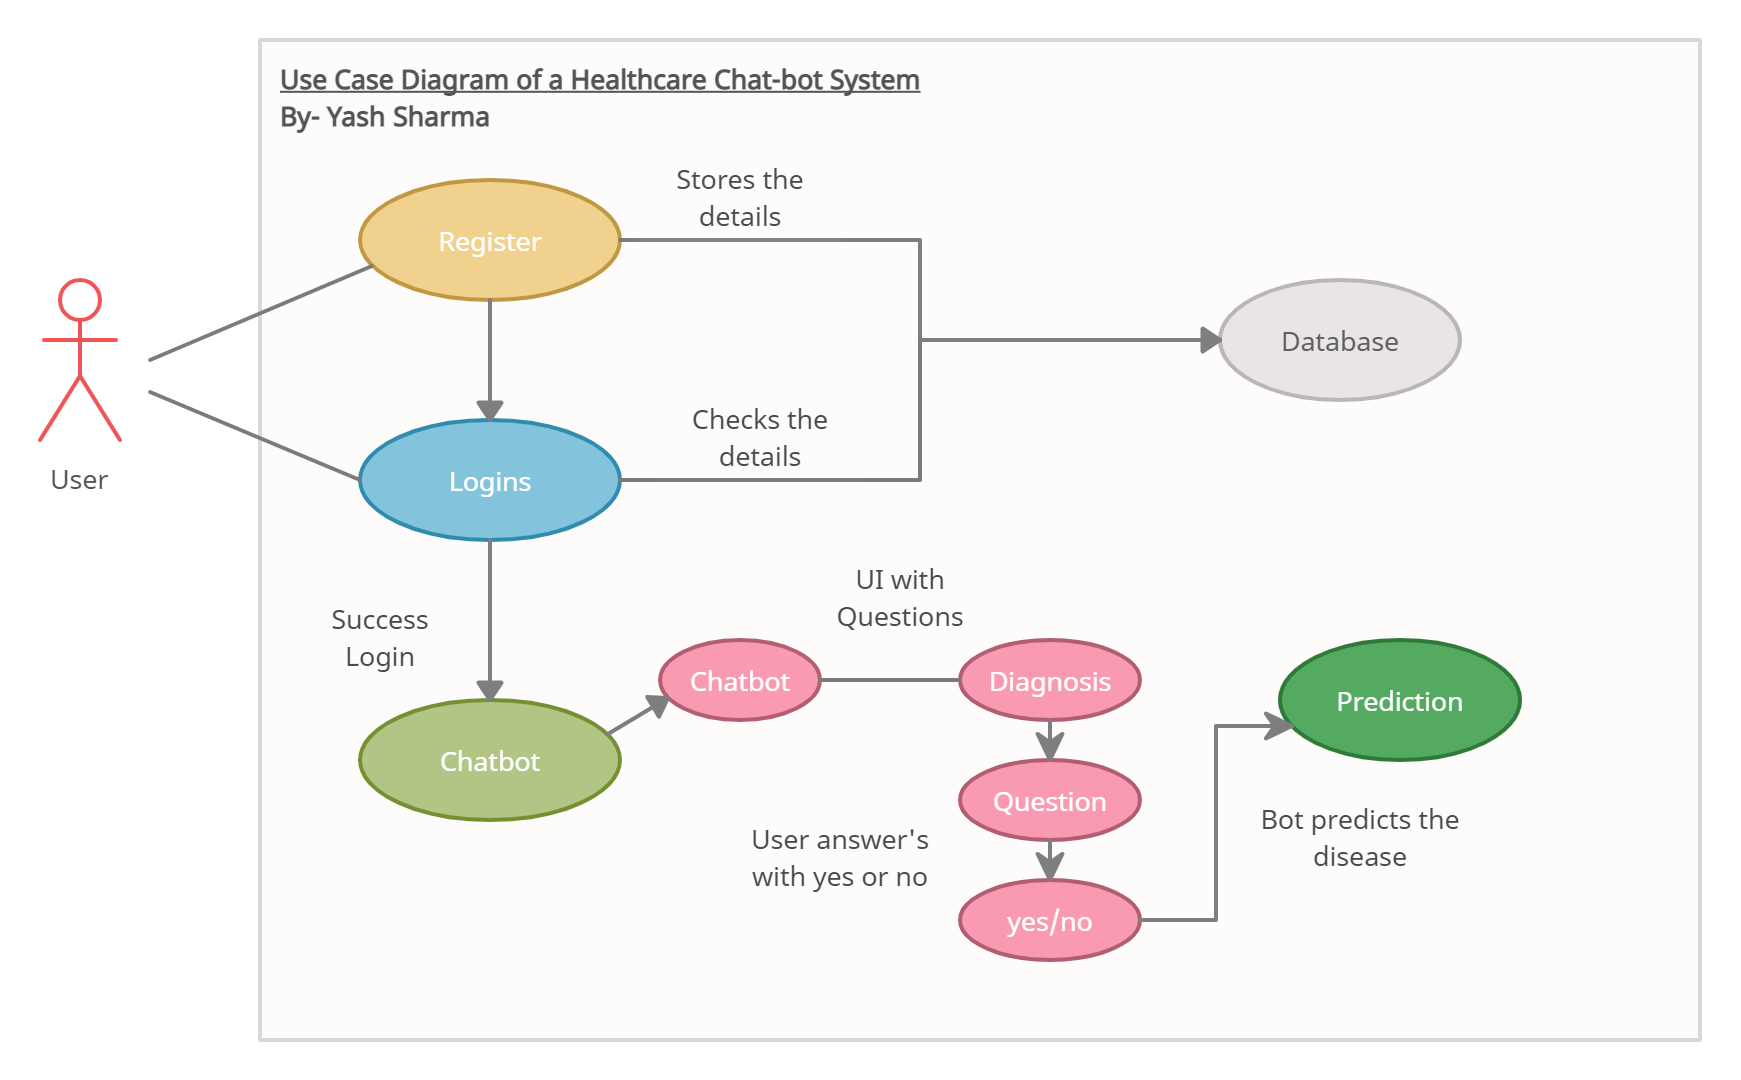 Use Case Diagram of a Healthcare Chat-bot System
By- Yash Sharma
Stores the
details
Register
Database
Checks the
details
User
Logins
UI with
Questions
Success
Login
Chatbot
Diagnosis
Prediction
Chatbot
Question
Bot predicts the
disease
User answer's
with yes or no
yes/no